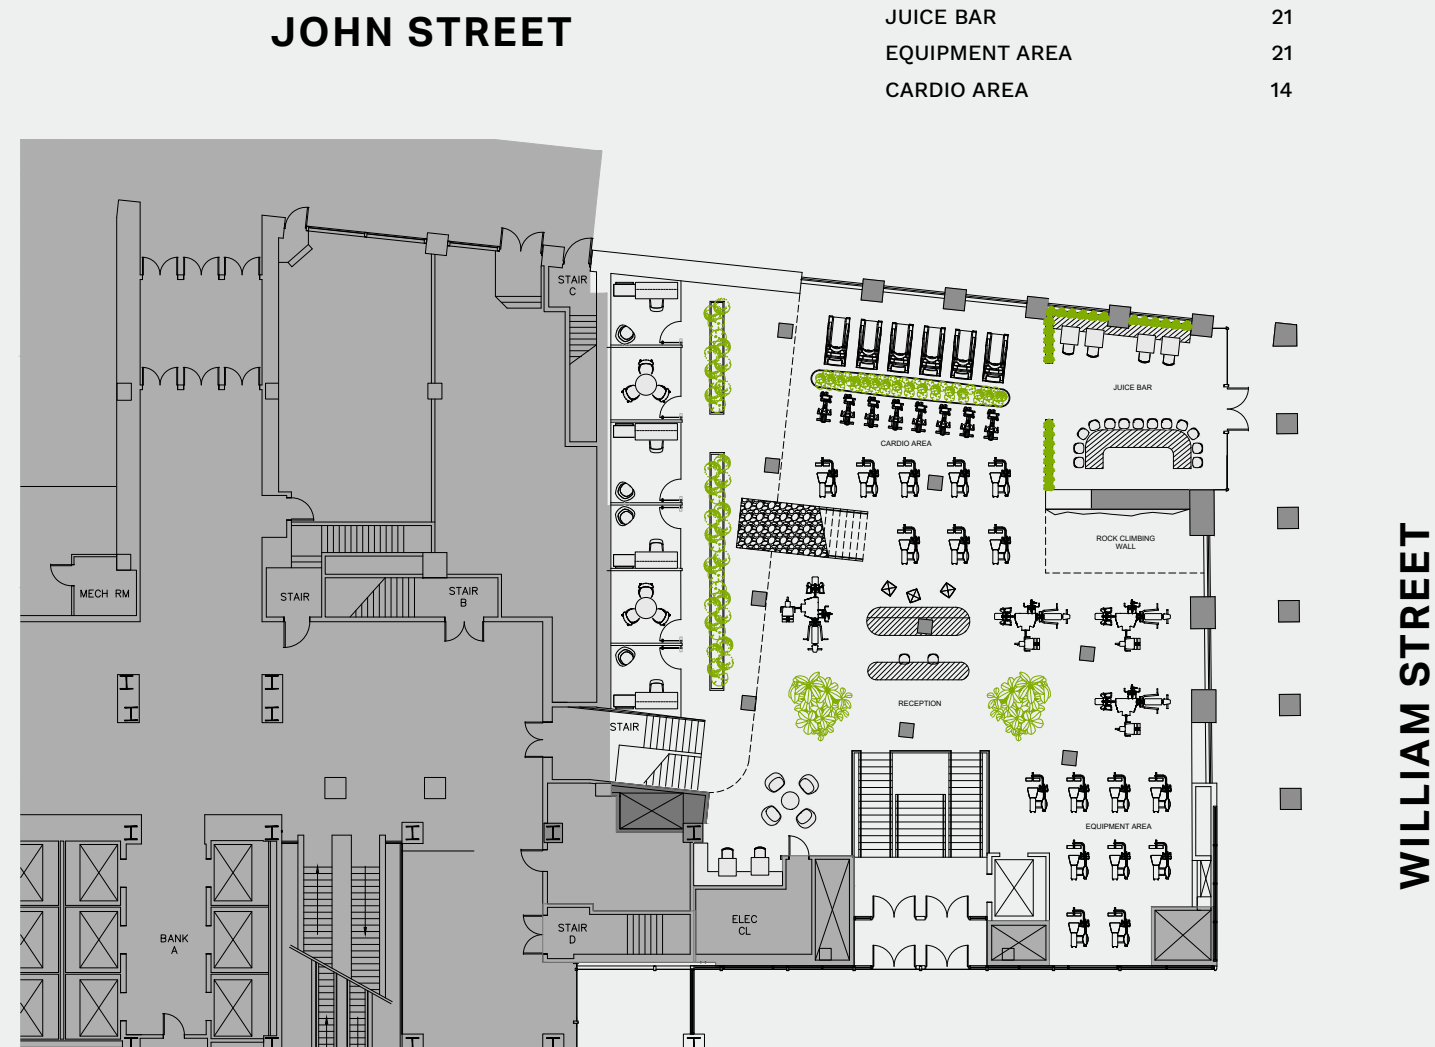 JOHN STREET
JUICE BAR 21
EQUIPMENT AREA 21
CARDIO AREA 14
STAIR
C
JUICE BAR
CARDIO AREA
ROCK CLIMBING
WALL
MECH RM
STAIR
STAIR
B
RECEPTION
STAIR
EQUIPMENT AREA
WILLIAM STREET
BANK
A
STAIR
D
ELEC
CL